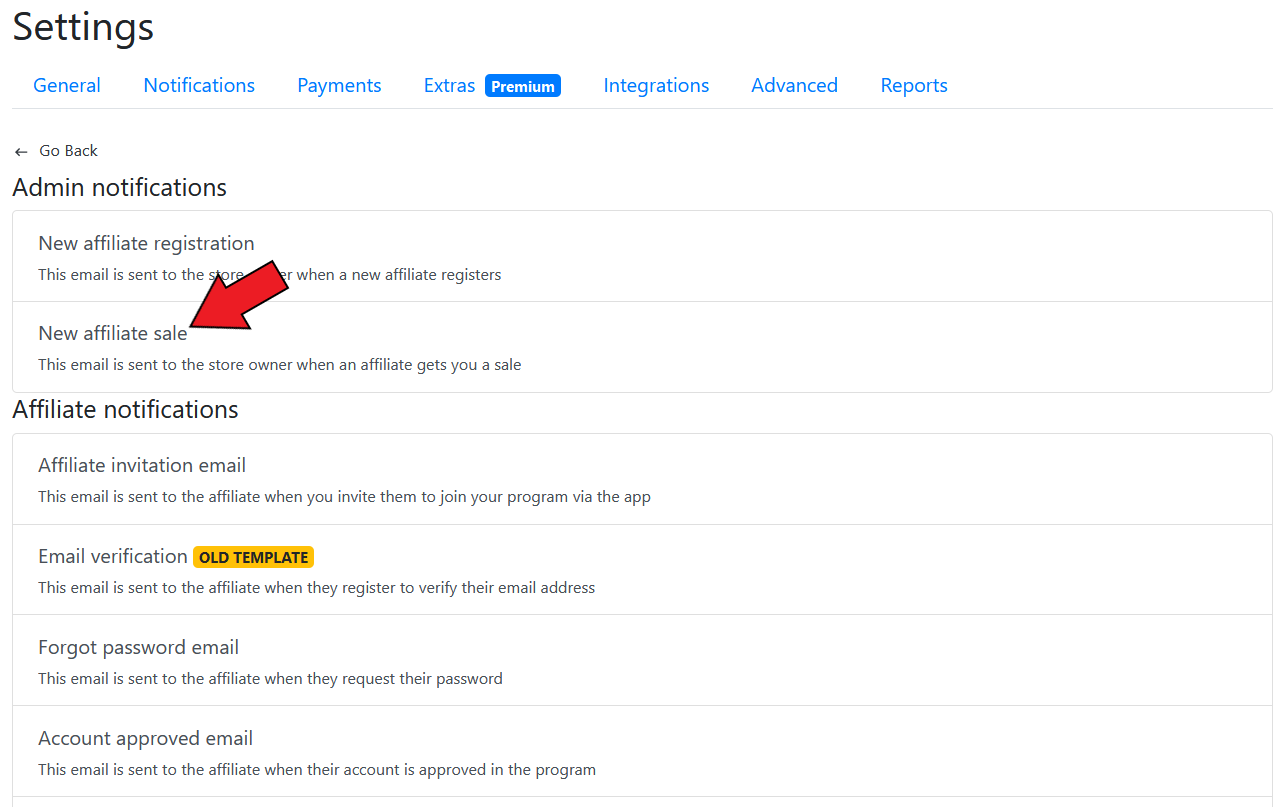 Settings
General Notifications Payments Extras Premium Integrations Advanced Reports
← Go Back
Admin notifications
New affiliate registration
This email is sent to the store er when a new affiliate registers
New affiliate sale
This email is sent to the store owner when an affiliate gets you a sale
Affiliate notifications
Affiliate invitation email
This email is sent to the affiliate when you invite them to join your program via the app
Email verification OLD TEMPLATE
This email is sent to the affiliate when they register to verify their email address
Forgot password email
This email is sent to the affiliate when they request their password
Account approved email
This email is sent to the affiliate when their account is approved in the program